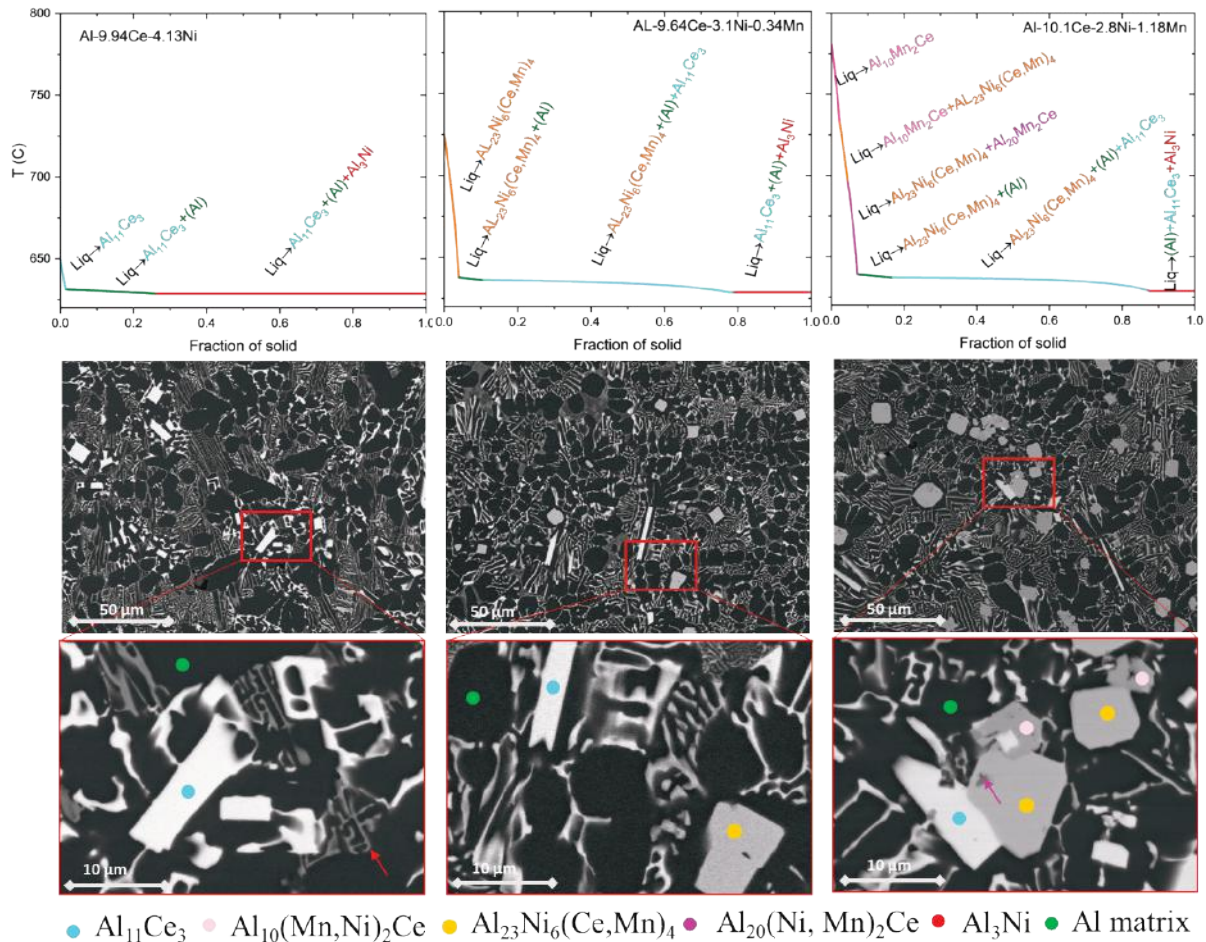 Al-9.94Ce-4.13Ni
AL-9.64Ce-3.1Ni-0.34Mn
Al-10.1Ce-2.8Ni-1.18Mn
T (C)
800
750
700
650
Liq→Al₁₁Ce₃
Liq→Al₁₁Ce₃+(Al)
Liq→Al₁₁Ce₃+(Al)+Al₃Ni
Liq→AL₂₃Ni₆(Ce,Mn)₄
Liq→AL₂₃Ni₆(Ce,Mn)₄+(Al)
Liq→AL₂₃Ni₆(Ce,Mn)₄+(Al)+Al₁₁Ce₃
Liq→Al₁₁Ce₃+(Al)+Al₃Ni
Liq→Al₁₀Mn₂Ce
Liq→Al₁₀Mn₂Ce+AL₂₃Ni₆(Ce,Mn)₄
Liq→Al₂₃Ni₆(Ce,Mn)₄+Al₂₀Mn₂Ce
Liq→Al₂₃Ni₆(Ce,Mn)₄+(Al)
Liq→Al₂₃Ni₆(Ce,Mn)₄+(Al)+Al₁₁Ce₃
Liq→(Al)+Al₁₁Ce₃+Al₃Ni
0.0 0.2 0.4 0.6 0.8 1.0
0.0 0.2 0.4 0.6 0.8 1.0
0.0 0.2 0.4 0.6 0.8 1.0
Fraction of solid
Fraction of solid
Fraction of solid
50 µm
50 µm
50 µm
10 µm
10 µm
10 µm
Al₁₁Ce₃ Al₁₀(Mn,Ni)₂Ce Al₂₃Ni₆(Ce,Mn)₄ Al₂₀(Ni, Mn)₂Ce Al₃Ni Al matrix